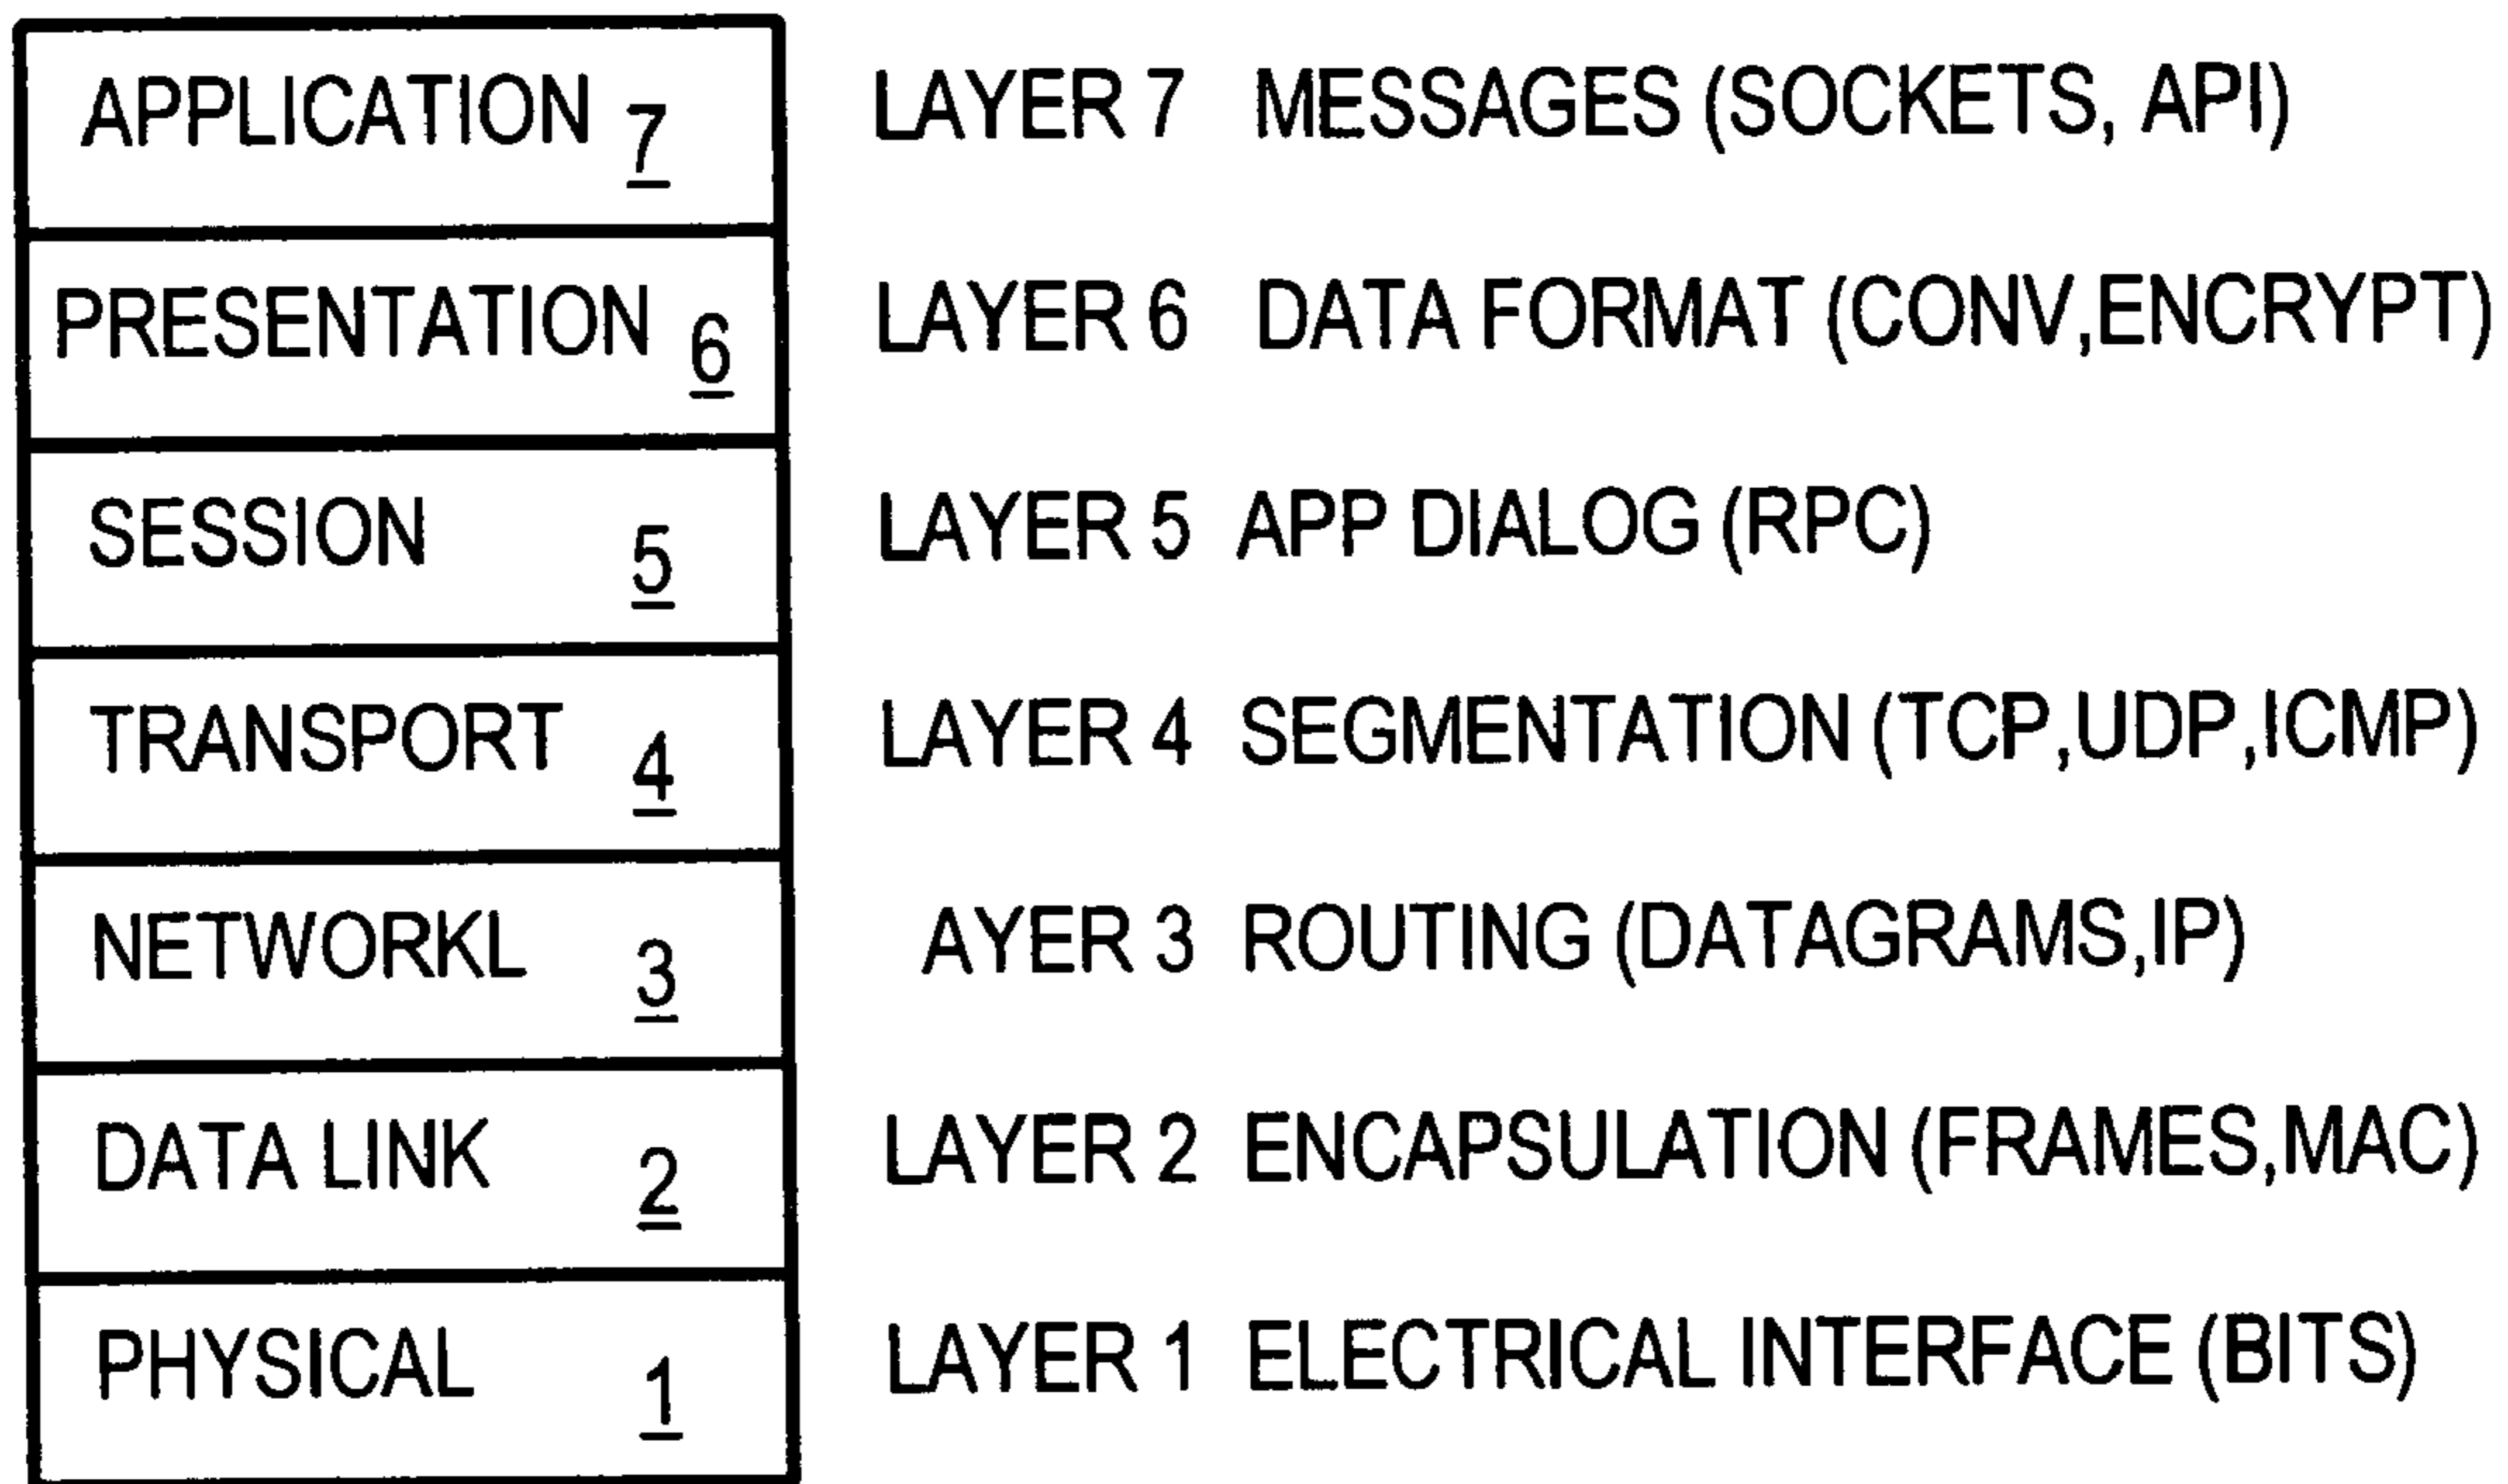 APPLICATION 7 LAYER 7 MESSAGES (SOCKETS, API)
PRESENTATION 6 LAYER 6 DATA FORMAT (CONV,ENCRYPT)
SESSION 5 LAYER 5 APP DIALOG (RPC)
TRANSPORT 4 LAYER 4 SEGMENTATION (TCP,UDP,ICMP)
NETWORKL 3 AYER 3 ROUTING (DATAGRAMS,IP)
DATA LINK 2 LAYER 2 ENCAPSULATION (FRAMES,MAC)
PHYSICAL 1 LAYER 1 ELECTRICAL INTERFACE (BITS)